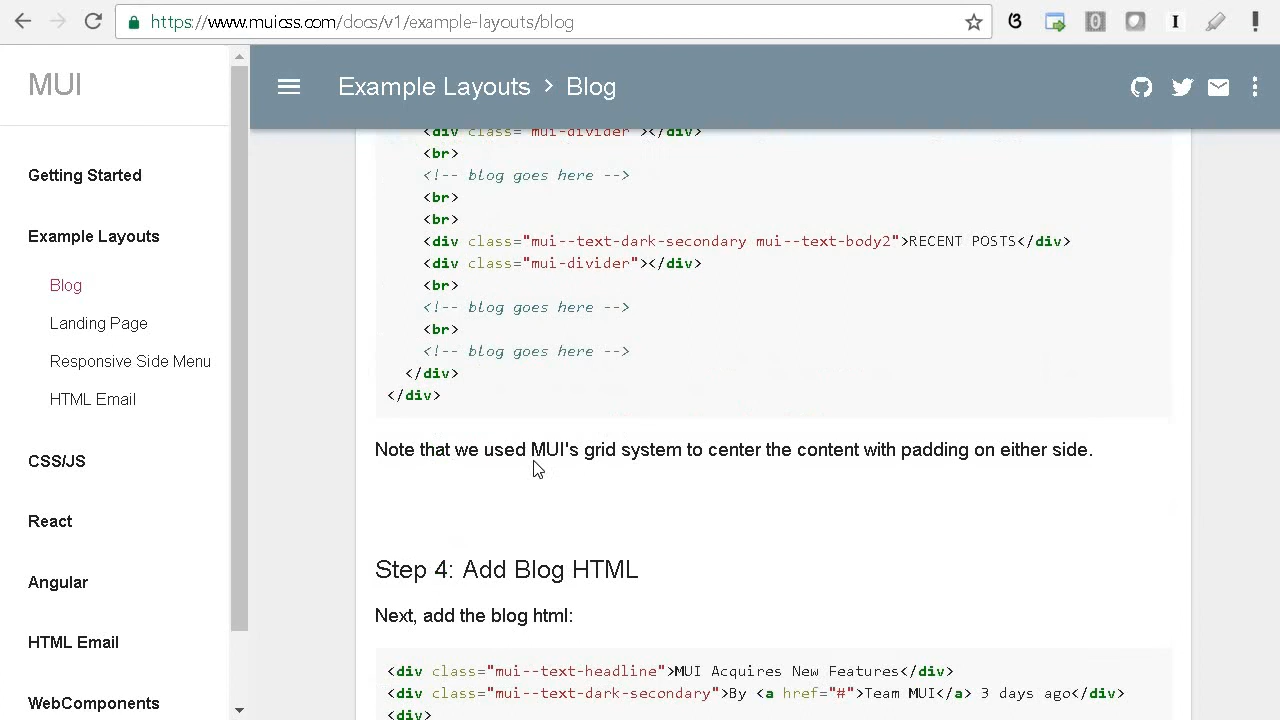 https://www.muicss.com/docs/v1/example-layouts/blog
MUI
Example Layouts > Blog
Getting Started
Example Layouts
Blog
Landing Page
Responsive Side Menu
HTML Email
CSS/JS
React
Angular
HTML Email
WebComponents
<div class="mui-divider"></div>
<br>
<!-- blog goes here -->
<br>
<br>
<div class="mui--text-dark-secondary mui--text-body2">RECENT POSTS</div>
<div class="mui-divider"></div>
<br>
<!-- blog goes here -->
<br>
<!-- blog goes here -->
</div>
</div>
Note that we used MUI's grid system to center the content with padding on either side.
Step 4: Add Blog HTML
Next, add the blog html:
<div class="mui--text-headline">MUI Acquires New Features</div>
<div class="mui--text-dark-secondary">By <a href="#">Team MUI</a> 3 days ago</div>
<div>